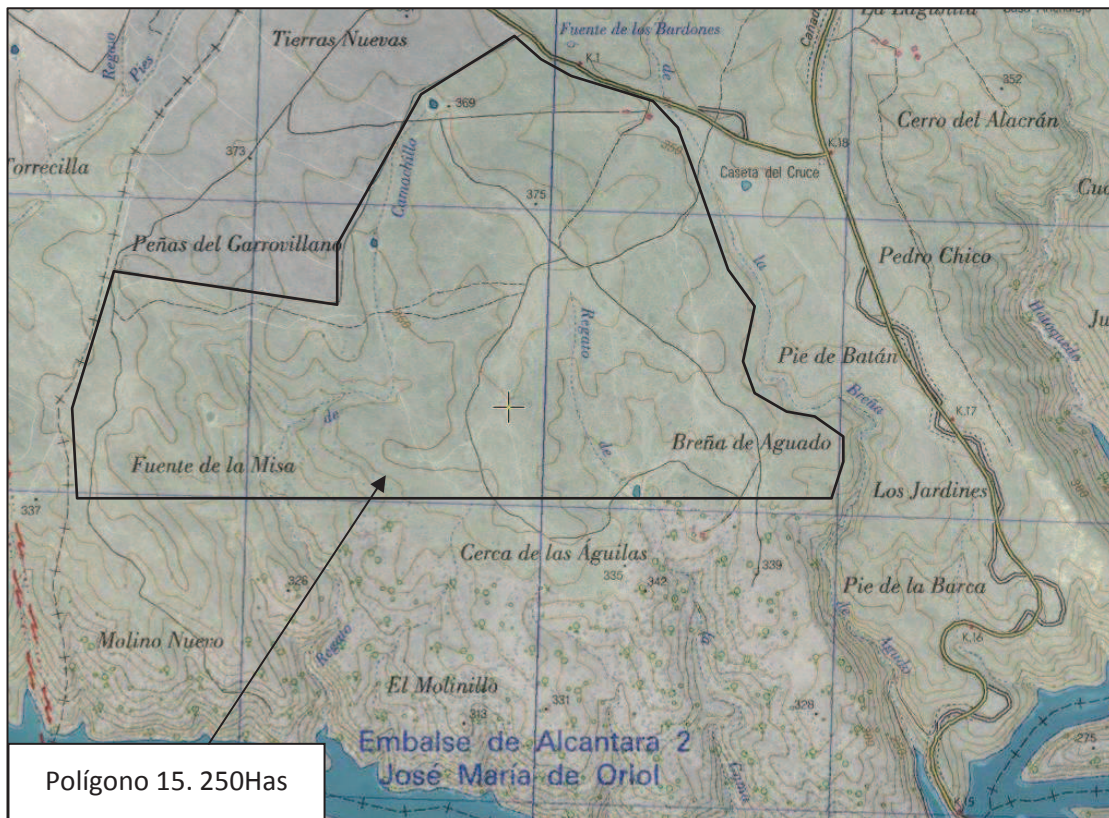 Tierras Nuevas
Fuente de los Bardones
K.1
de
Regato
Pies
369
352
Cerro del Alacrán
373
Torrecilla
K.18
Caseta del Cruce
Camachillo
375
Peñas del Garrovillano
la
Pedro Chico
Regato
Pie de Batán
Breña
de
K.17
Fuente de la Misa
de
Breña de Aguado
Los Jardines
337
300
Cerca de las Águilas
335
342
339
326
Pie de la Barca
de
Molino Nuevo
Regato
la
Aguado
K.16
El Molinillo
313
331
328
Embalse de Alcantara 2
José María de Oriol
275
Polígono 15. 250Has
K.15